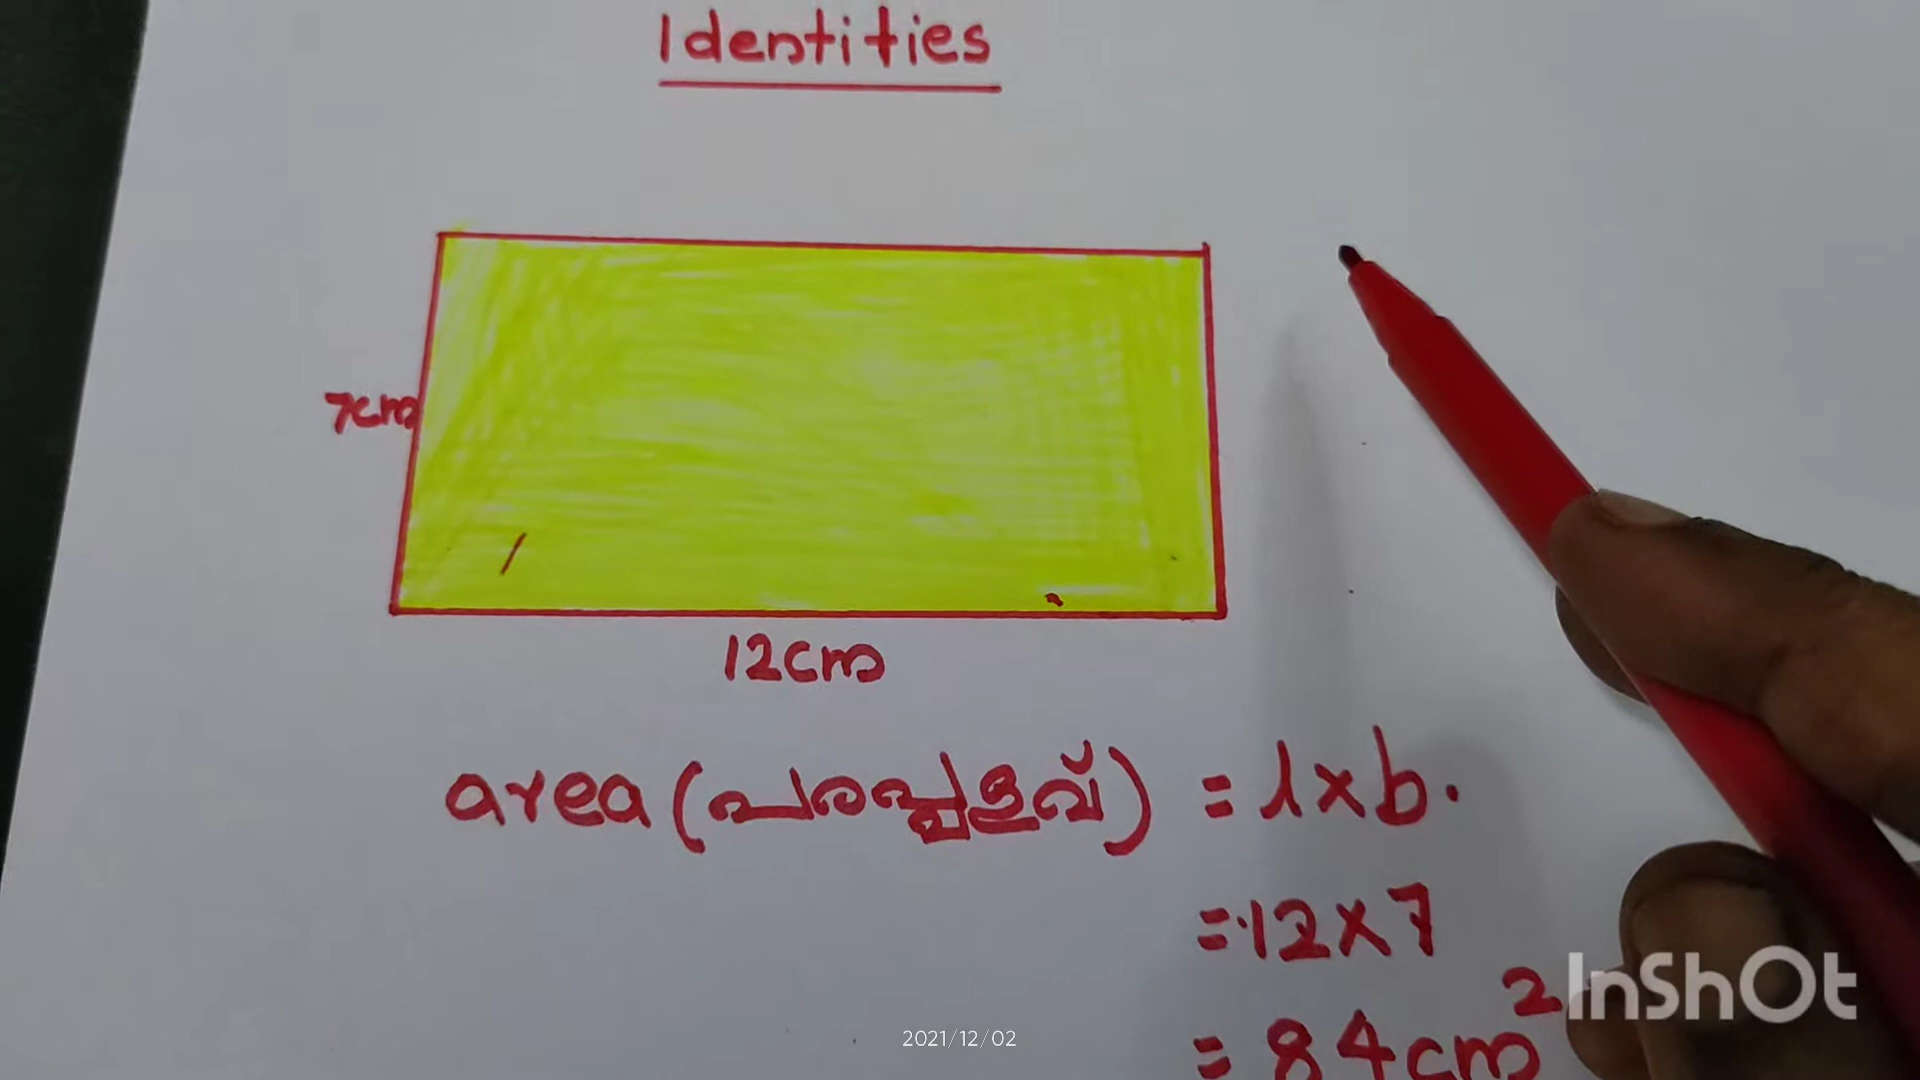 Identities
7cm
12cm
area (പരപ്പളവ്) = l x b.
= 12 x 7
= 84 cm²
InShOt
2021/12/02